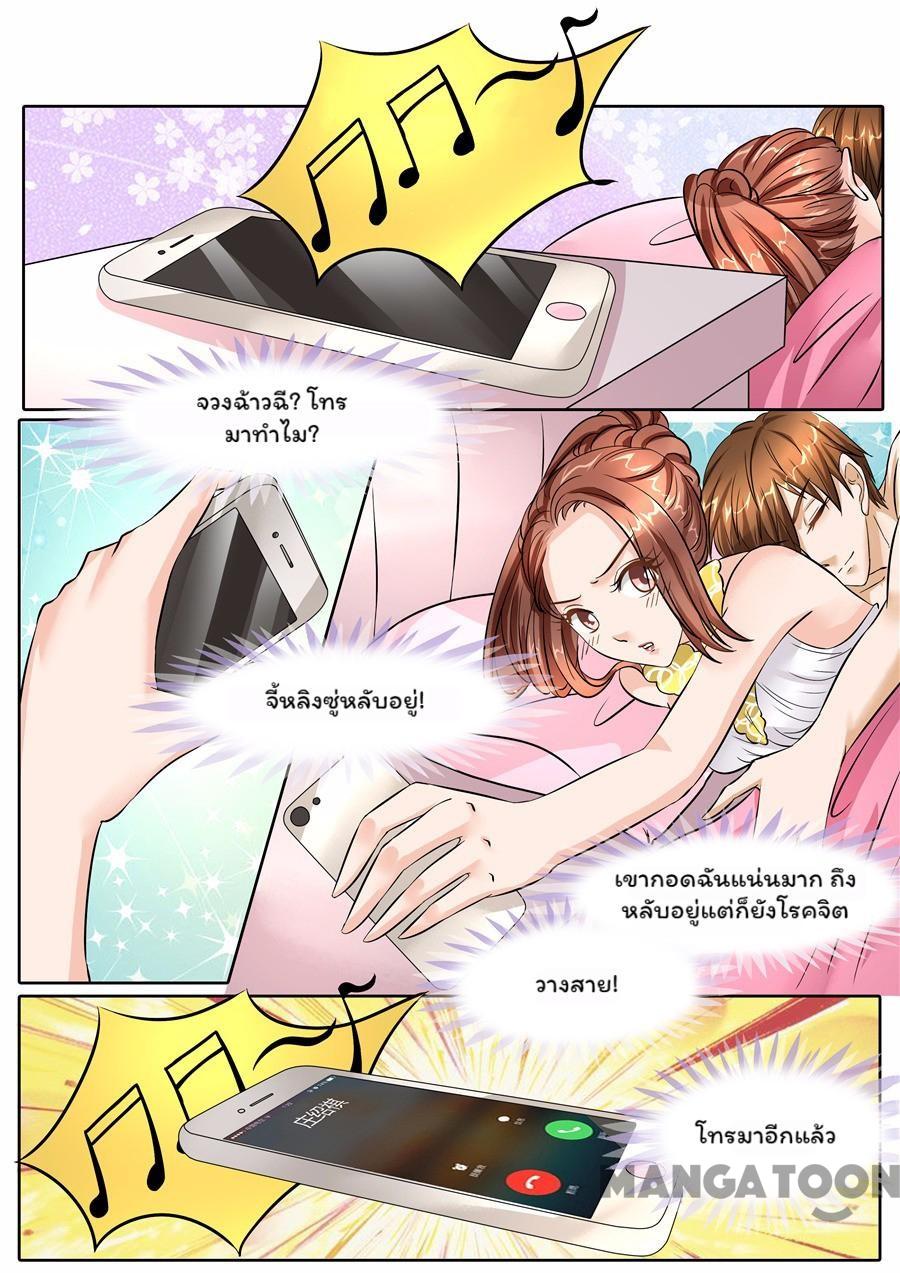 จวงฉ้าวฉี? โทร
มาทำไม?
จี้หลิงซู่หลับอยู่!
เขากอดฉันแน่นมาก ถึง
หลับอยู่แต่ก็ยังโรคจิต
วางสาย!
庄绍祺
โทรมาอีกแล้ว
MANGATOON